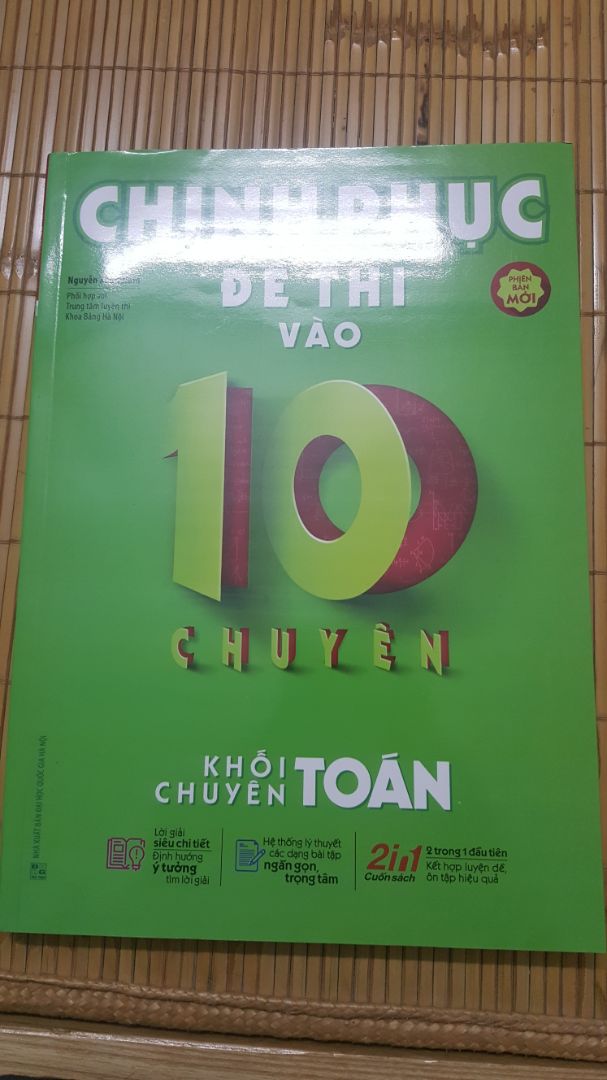 CHINH PHỤC
Nguyễn
ĐỀ THI
Phối hợp với
Trung tâm luyện thi
Khoa Bảng Hà Nội
PHIÊN
BẢN
MỚI
VÀO
10
CHUYÊN
KHỐI
CHUYÊN TOÁN
NHÀ XUẤT BẢN ĐẠI HỌC QUỐC GIA HÀ NỘI
Lời giải
siêu chi tiết
Định hướng
ý tưởng
tìm lời giải
Hệ thống lý thuyết
các dạng bài tập
ngắn gọn,
trọng tâm
2in1
Cuốn sách
2 trong 1 đầu tiên
Kết hợp luyện đề,
ôn tập hiệu quả